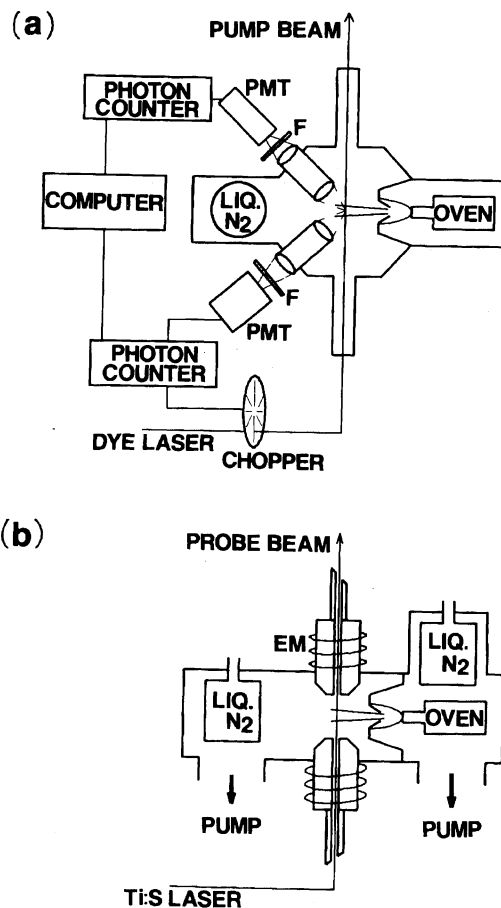 (a)
PUMP BEAM
PHOTON
COUNTER
PMT
F
COMPUTER
LIQ.
N2
OVEN
F
PMT
PHOTON
COUNTER
DYE LASER
CHOPPER
(b)
PROBE BEAM
EM
LIQ.
N2
LIQ.
N2
OVEN
PUMP
PUMP
Ti:S LASER